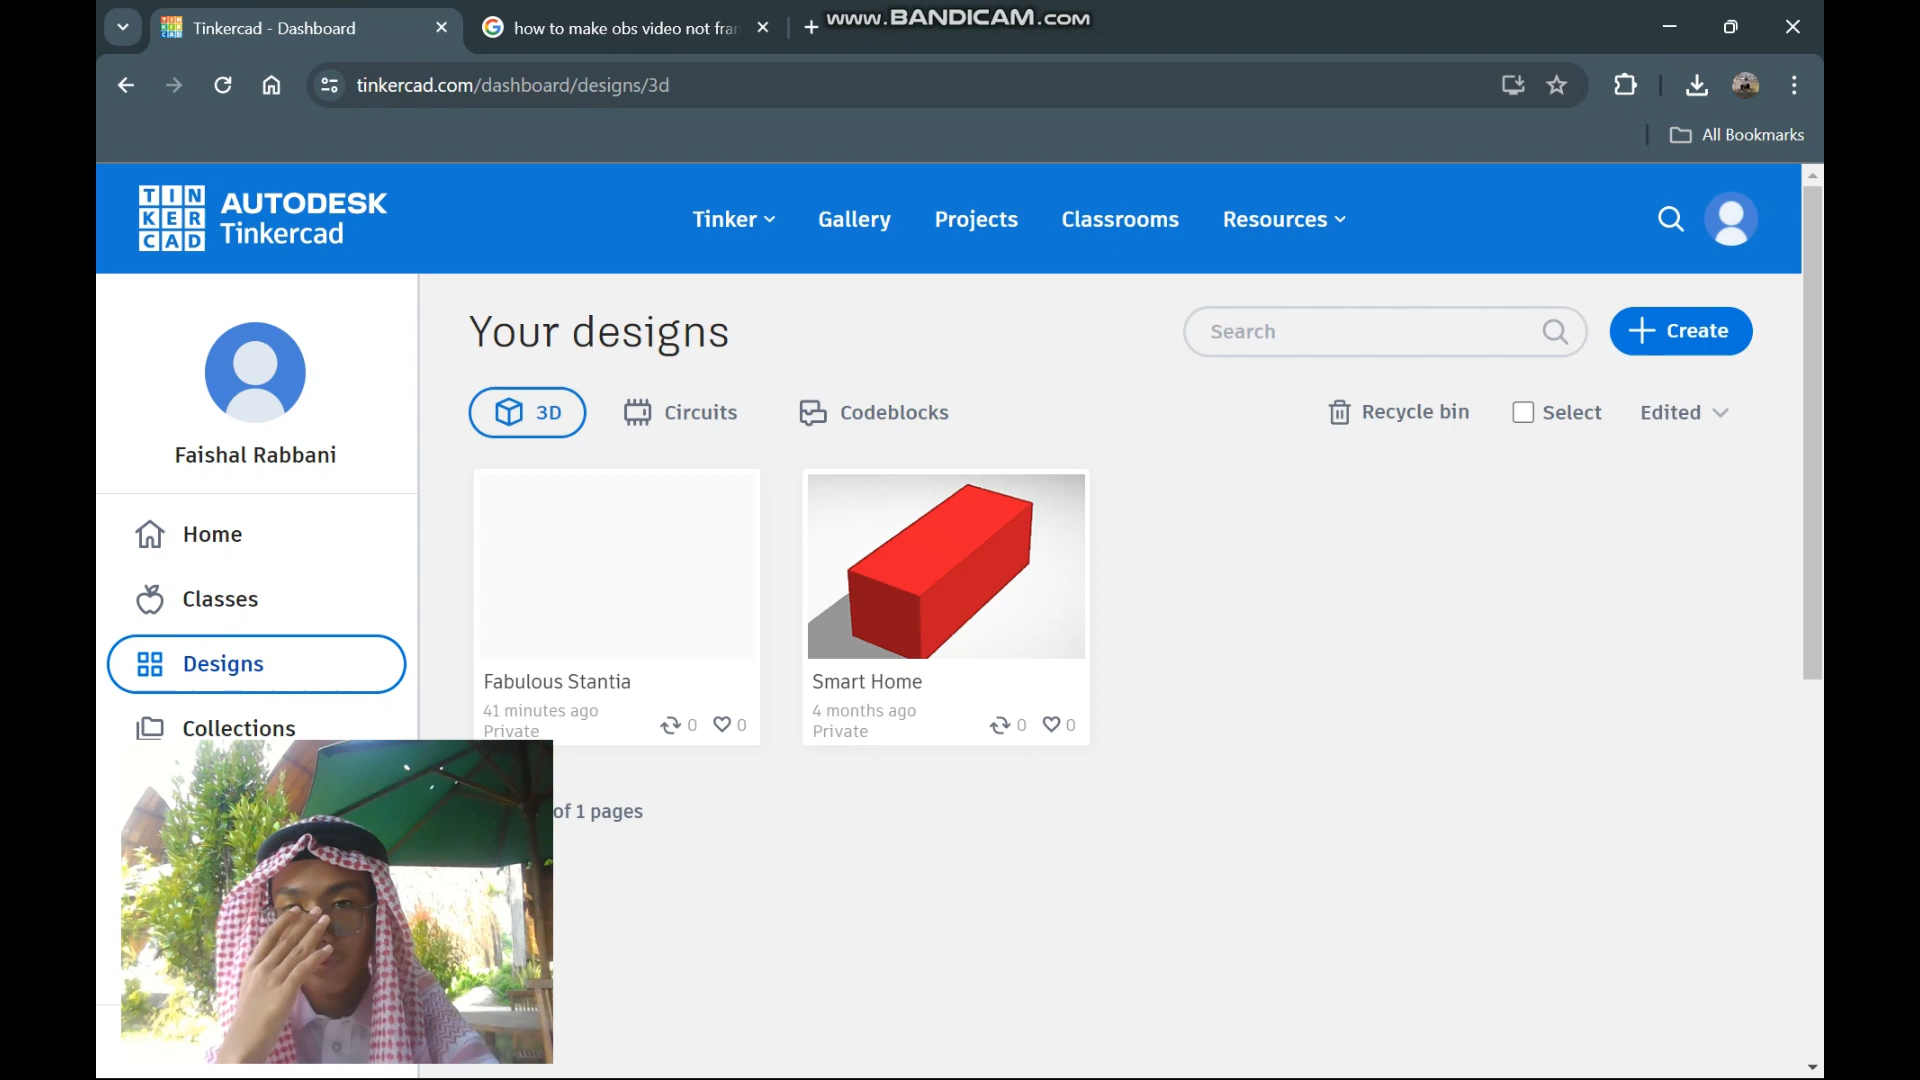 Tinkercad - Dashboard
how to make obs video not fra
www.BANDICAM.com
tinkercad.com/dashboard/designs/3d
All Bookmarks
TIN
KER
CAD
AUTODESK
Tinkercad
Tinker
Gallery
Projects
Classrooms
Resources
Faishal Rabbani
Home
Classes
Designs
Collections
Your designs
Search
Create
3D
Circuits
Codeblocks
Recycle bin
Select
Edited
Fabulous Stantia
41 minutes ago
Private
0
0
Smart Home
4 months ago
Private
0
0
of 1 pages